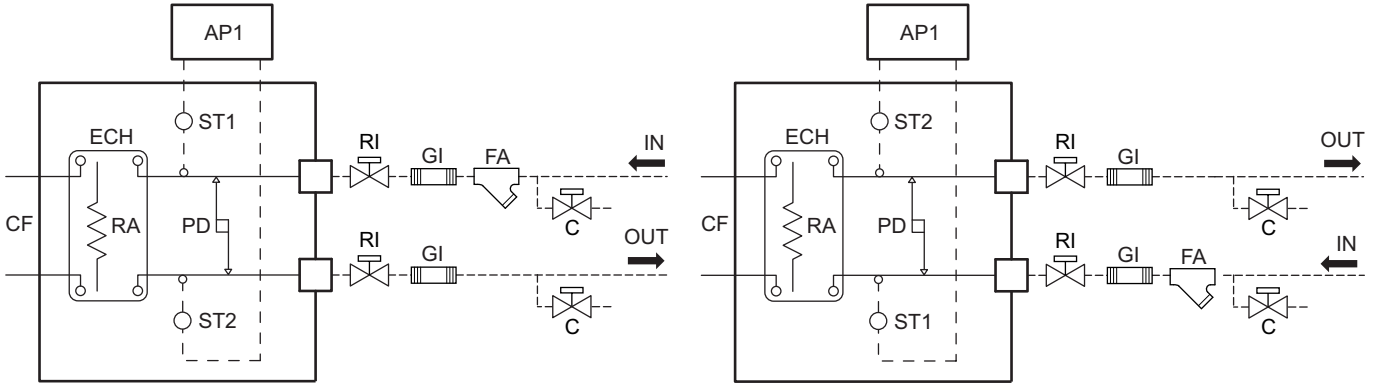 AP1
ST1
ECH
RI
GI
FA
IN
CF
RA
PD
C
RI
GI
OUT
ST2
C
AP1
ST2
ECH
RI
GI
OUT
CF
RA
PD
C
RI
GI
FA
IN
ST1
C